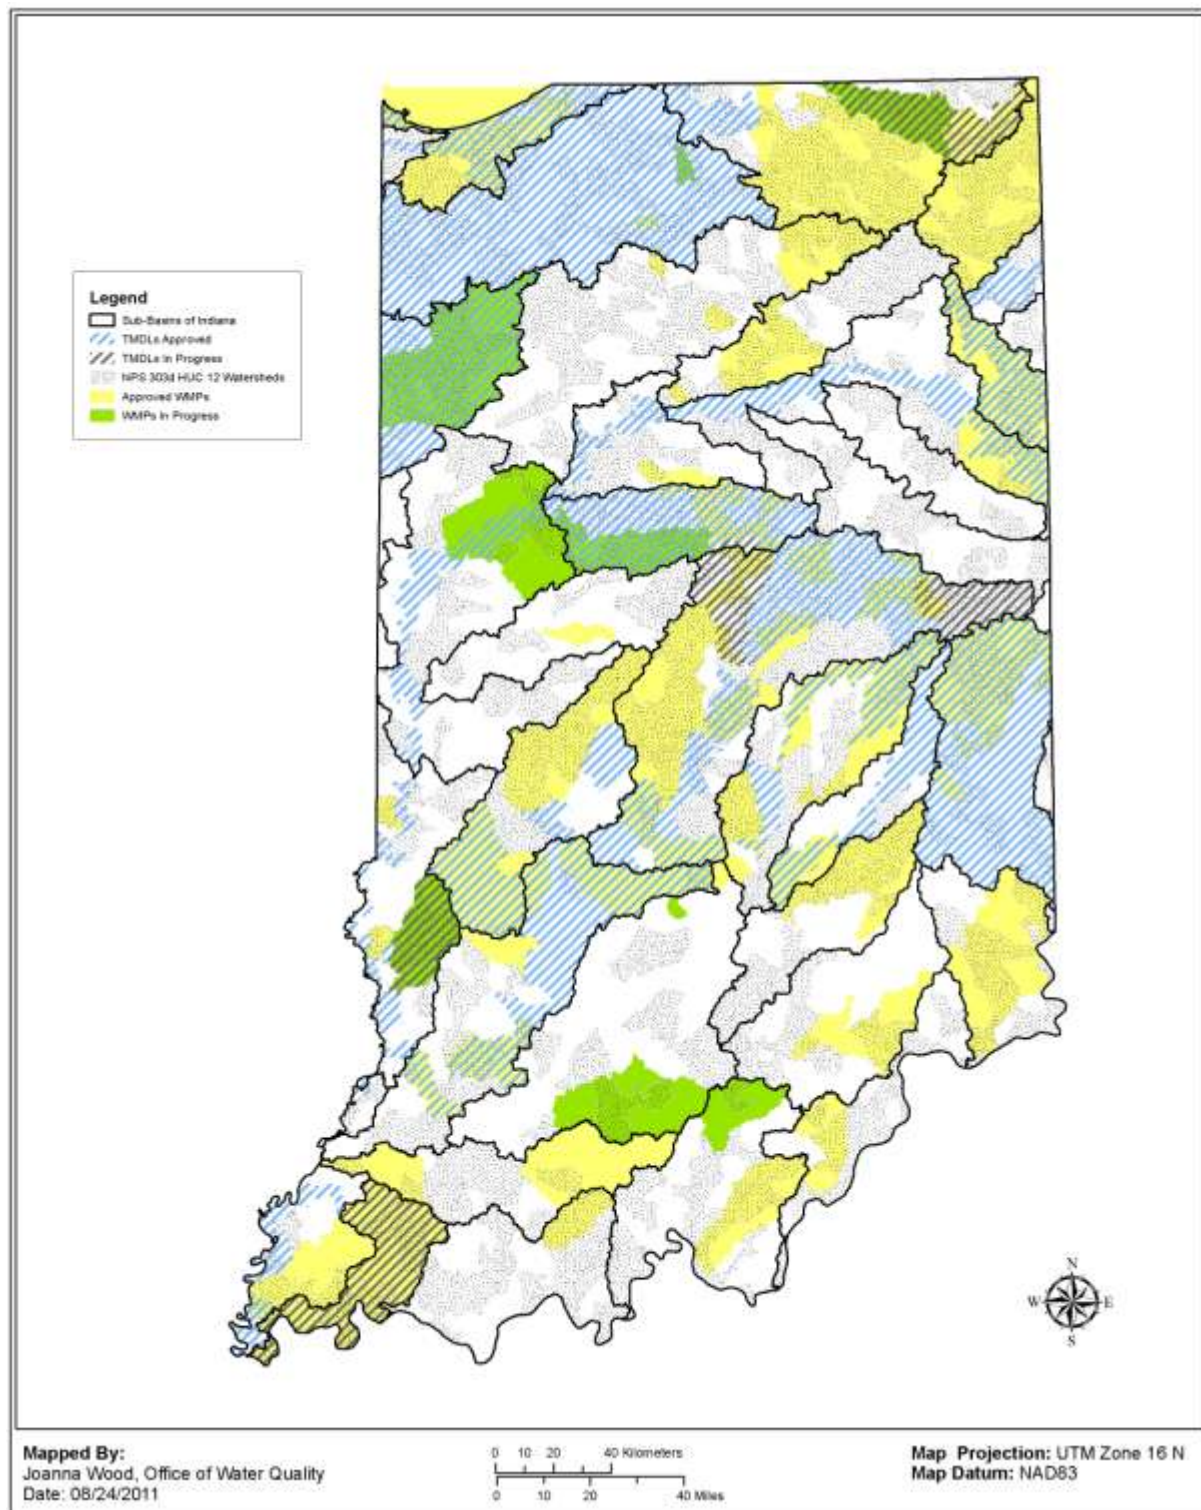 Legend
Sub-Basins of Indiana
TMDLs Approved
TMDLs In Progress
NPS 303d HUC 12 Watersheds
Approved WMPs
WMPs In Progress
N
W E
S
Mapped By:
Joanna Wood, Office of Water Quality
Date: 08/24/2011
0 10 20 40 Kilometers
0 10 20 40 Miles
Map Projection: UTM Zone 16 N
Map Datum: NAD83